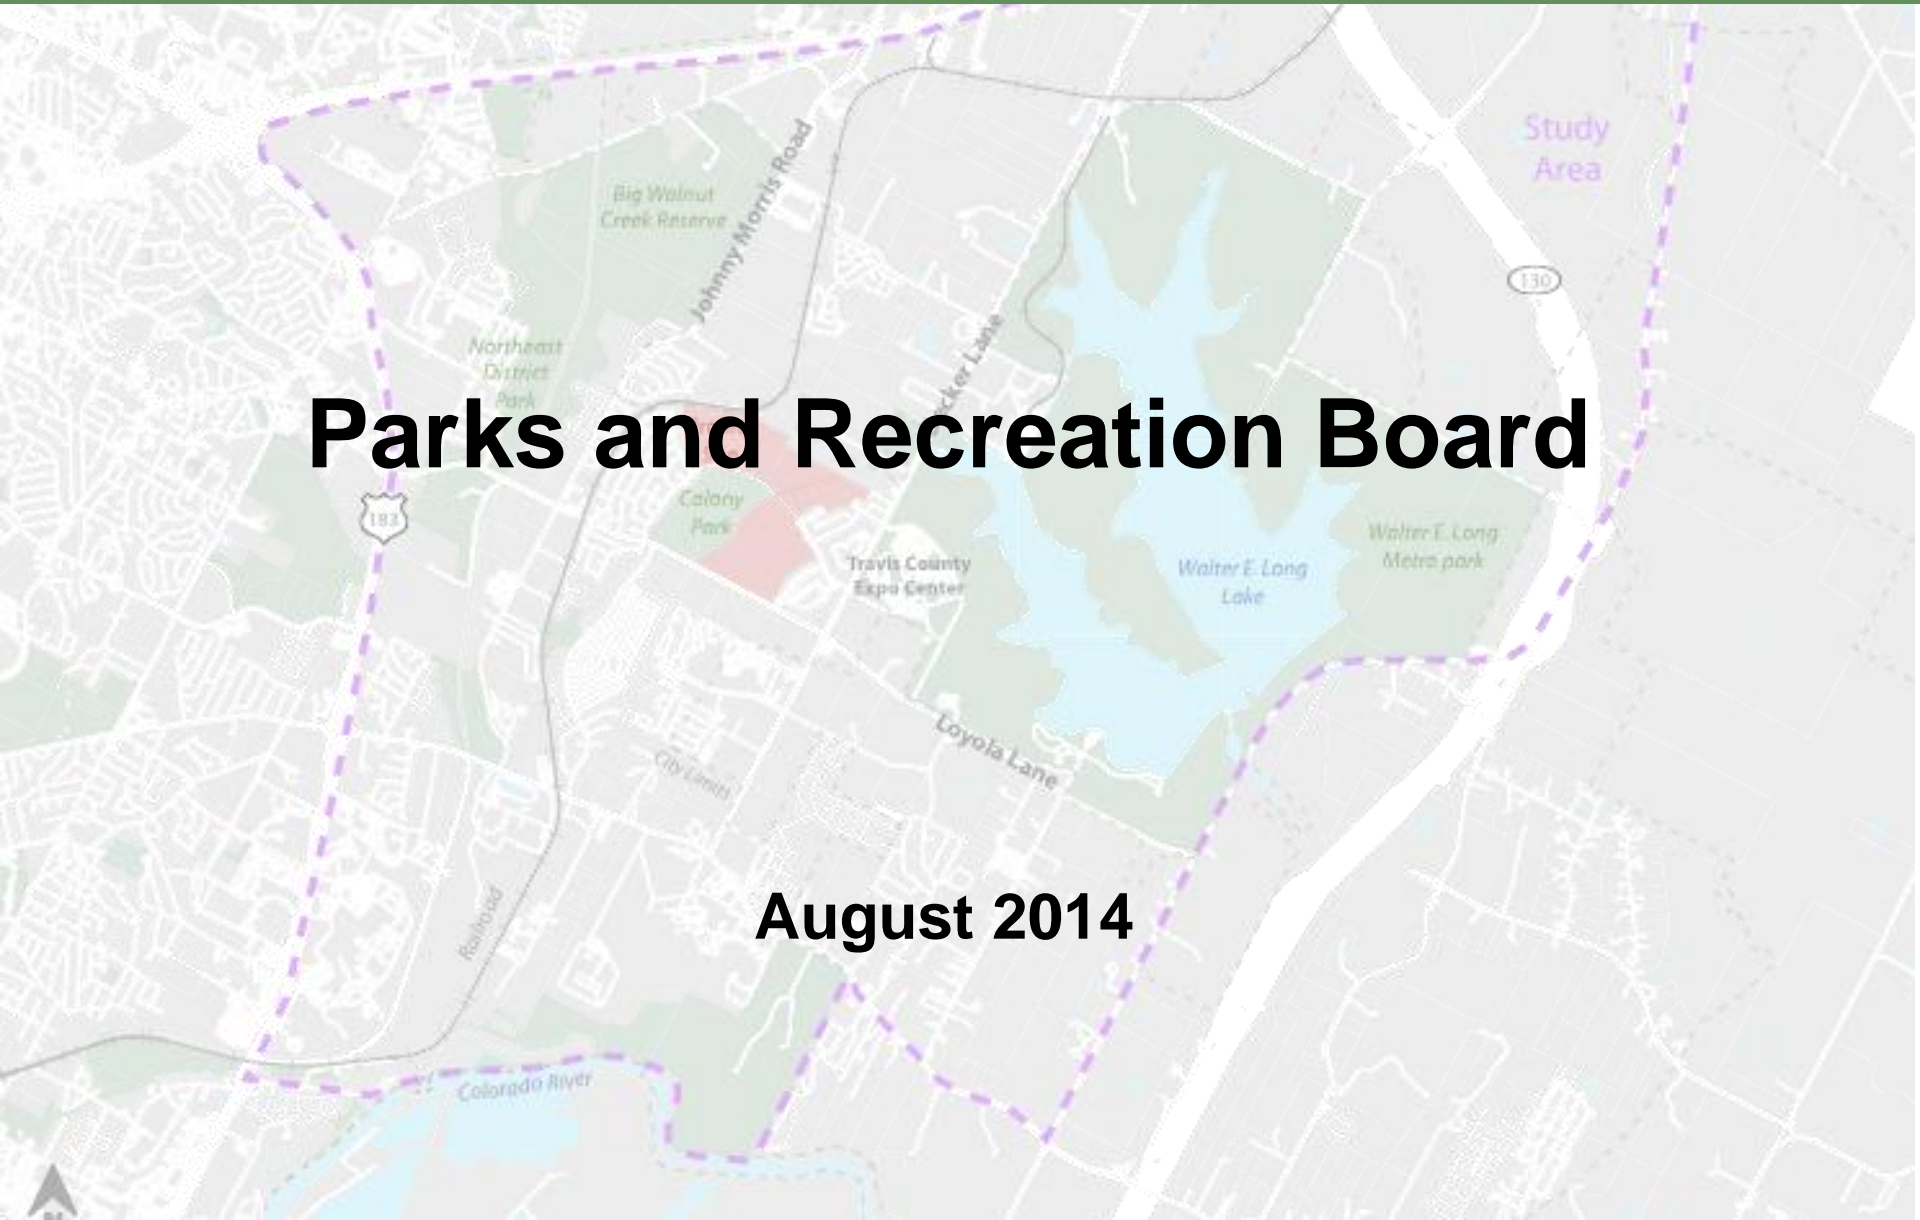 Study
Area
Big Walnut
Creek Reserve
Johnny Morris Road
130
Northeast
District
Park
Parks and Recreation Board
183
Colony
Park
Travis County
Expo Center
Walter E. Long
Lake
Walter E. Long
Metro park
Loyola Lane
City Limits
August 2014
Railroad
Colorado River